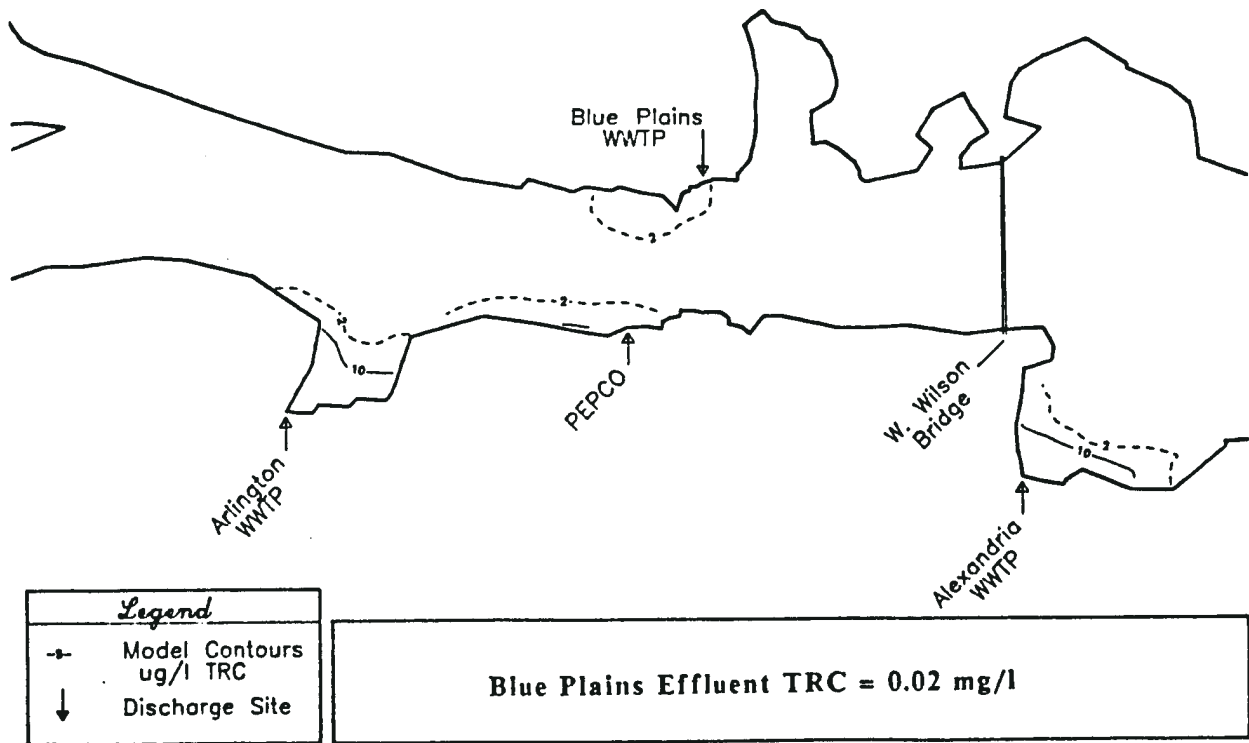 Blue Plains
WWTP
2
2
2
10
PEPCO
W. Wilson
Bridge
2
10
Arlington
WWTP
Alexandria
WWTP
Legend
Model Contours
ug/l TRC
Discharge Site
Blue Plains Effluent TRC = 0.02 mg/l